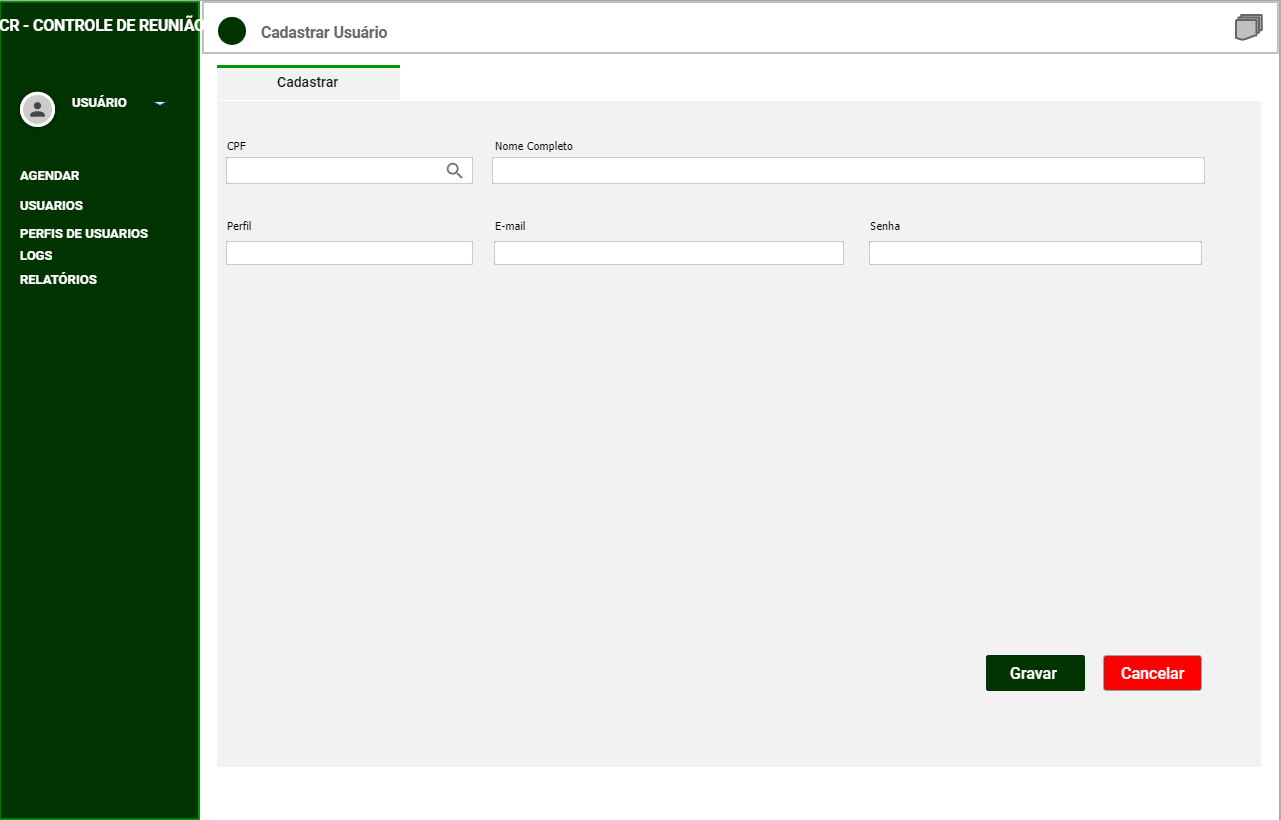 CR - CONTROLE DE REUNIÃO
USUÁRIO
AGENDAR
USUARIOS
PERFIS DE USUARIOS
LOGS
RELATÓRIOS
Cadastrar Usuário
Cadastrar
CPF
Nome Completo
Perfil
E-mail
Senha
Gravar
Cancelar